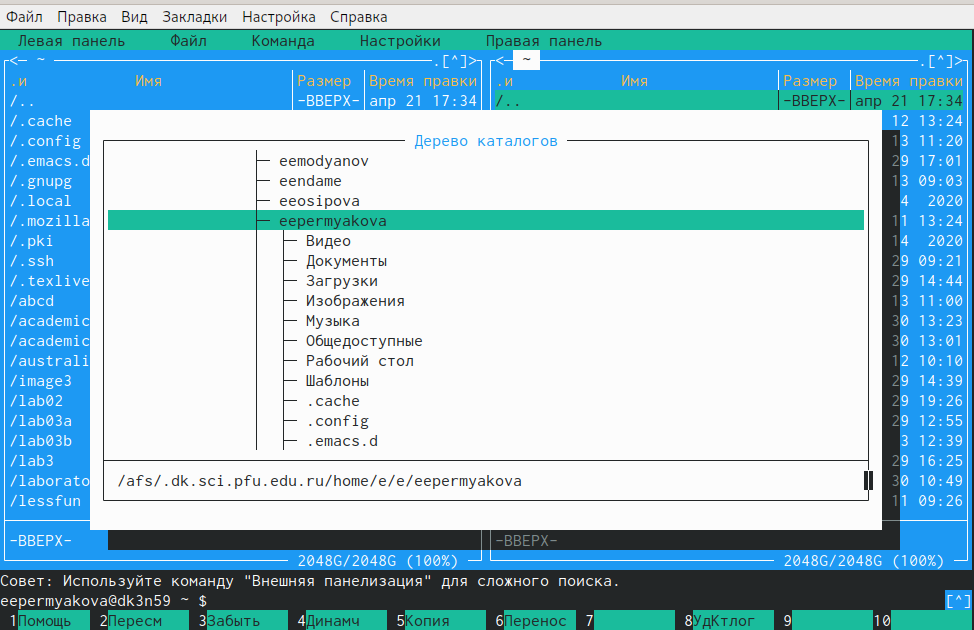 Файл Правка Вид Закладки Настройка Справка
Левая панель Файл Команда Настройки Правая панель
<─ ~ .[^]> <─ ~ .[^]>
.и Имя Размер Время правки .и Имя Размер Время правки
/.. -ВВЕРХ- апр 21 17:34 /.. -ВВЕРХ- апр 21 17:34
/.cache 12 13:24
/.config Дерево каталогов 13 11:20
/.emacs.d eemodyanov 29 17:01
/.gnupg eendame 13 09:03
/.local eeosipova 4 2020
/.mozilla eepermyakova 11 13:24
/.pki Видео 14 2020
/.ssh Документы 29 09:21
/.texlive Загрузки 29 14:44
/abcd Изображения 13 11:00
/academic Музыка 30 13:23
/academic Общедоступные 30 13:01
/australi Рабочий стол 12 10:10
/image3 Шаблоны 29 14:39
/lab02 .cache 29 19:26
/lab03a .config 29 12:55
/lab03b .emacs.d 3 12:39
/lab3 29 16:25
/laborato /afs/.dk.sci.pfu.edu.ru/home/e/e/eepermyakova 30 10:49
/lessfun 11 09:26
-ВВЕРХ- -ВВЕРХ-
2048G/2048G (100%) 2048G/2048G (100%)
Совет: Используйте команду "Внешняя панелизация" для сложного поиска.
eepermyakova@dk3n59 ~ $ [^]
1Помощь 2Пересм 3Забыть 4Динамч 5Копия 6Перенос 7 8УдКтлог 9 10